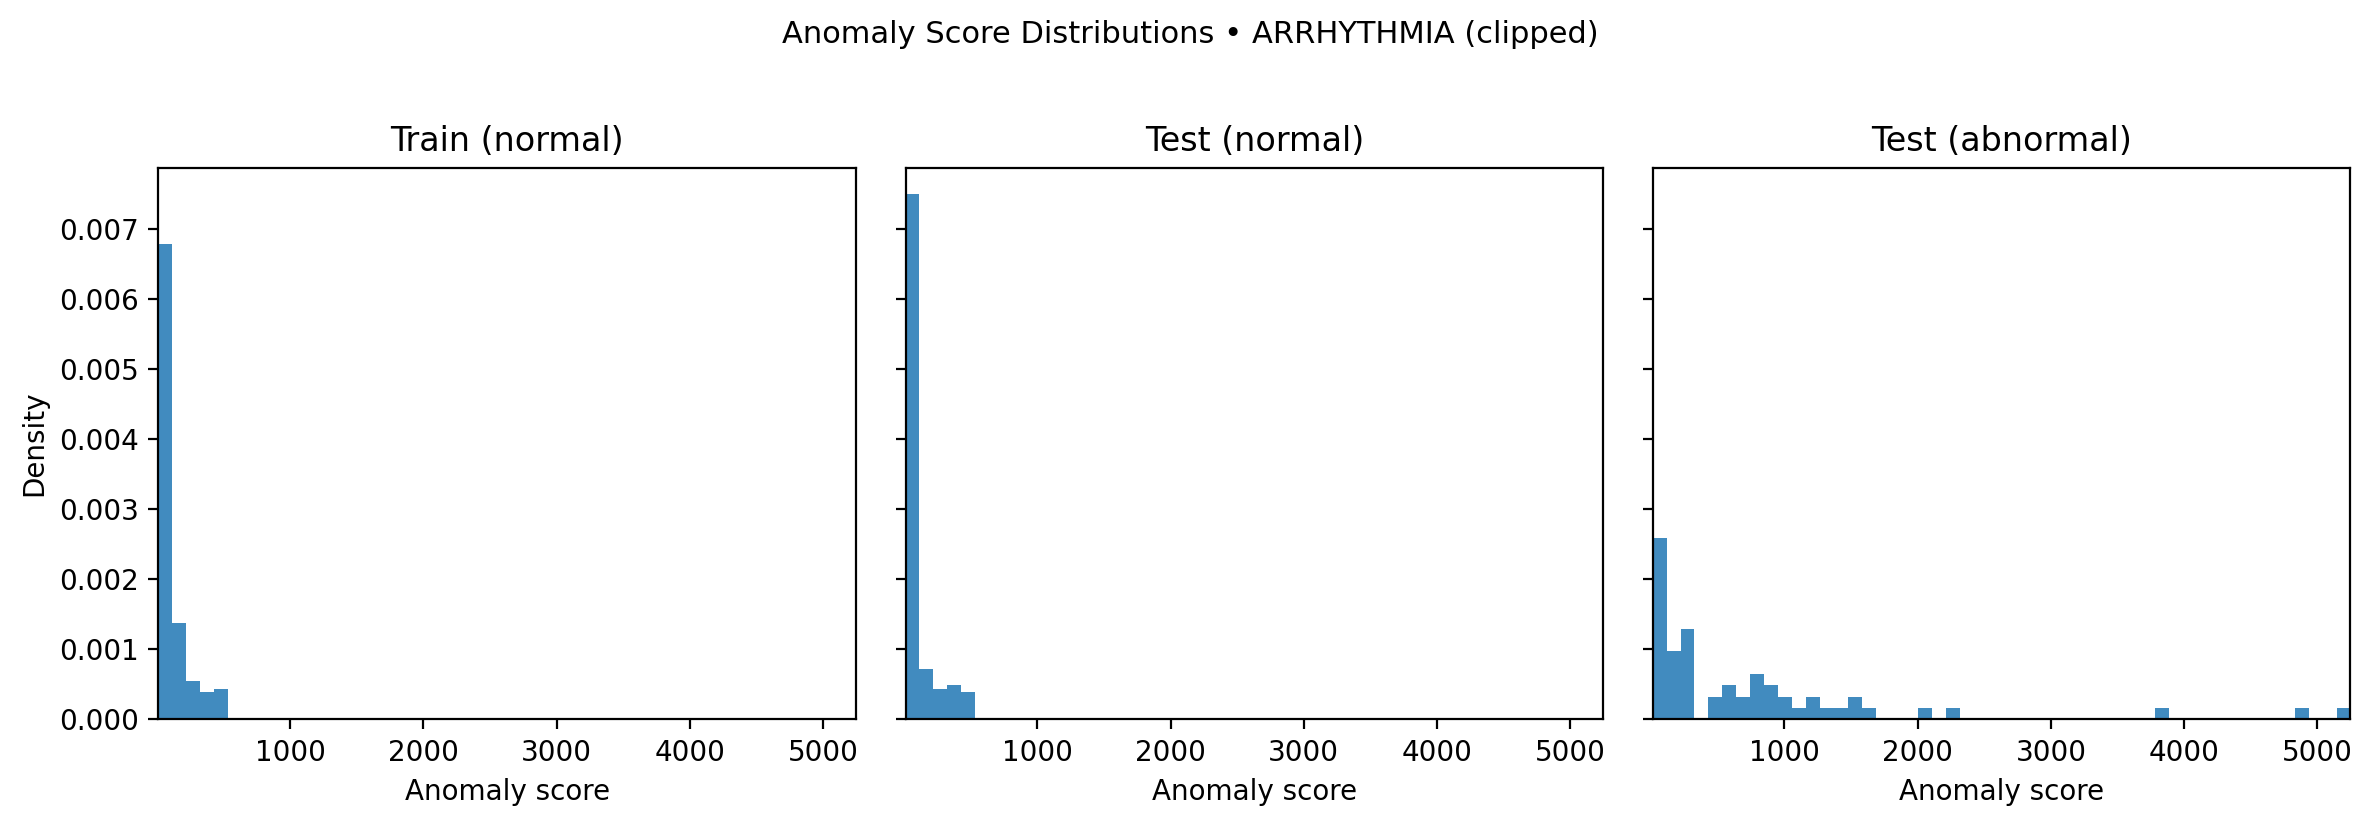 Anomaly Score Distributions • ARRHYTHMIA (clipped)
Train (normal)
Test (normal)
Test (abnormal)
Density
0.007
0.006
0.005
0.004
0.003
0.002
0.001
0.000
1000 2000 3000 4000 5000
1000 2000 3000 4000 5000
1000 2000 3000 4000 5000
Anomaly score
Anomaly score
Anomaly score